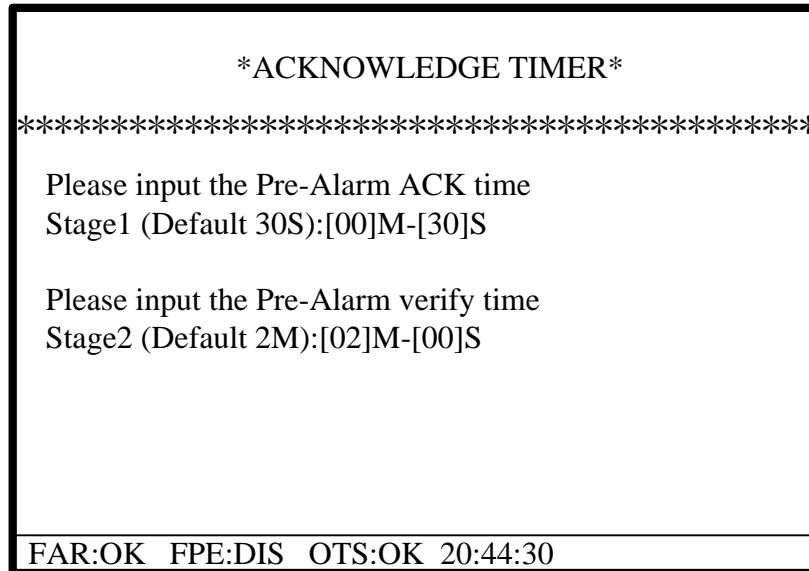 *ACKNOWLEDGE TIMER*
*******************************************
Please input the Pre-Alarm ACK time
Stage1 (Default 30S):[00]M-[30]S
Please input the Pre-Alarm verify time
Stage2 (Default 2M):[02]M-[00]S
FAR:OK FPE:DIS OTS:OK 20:44:30